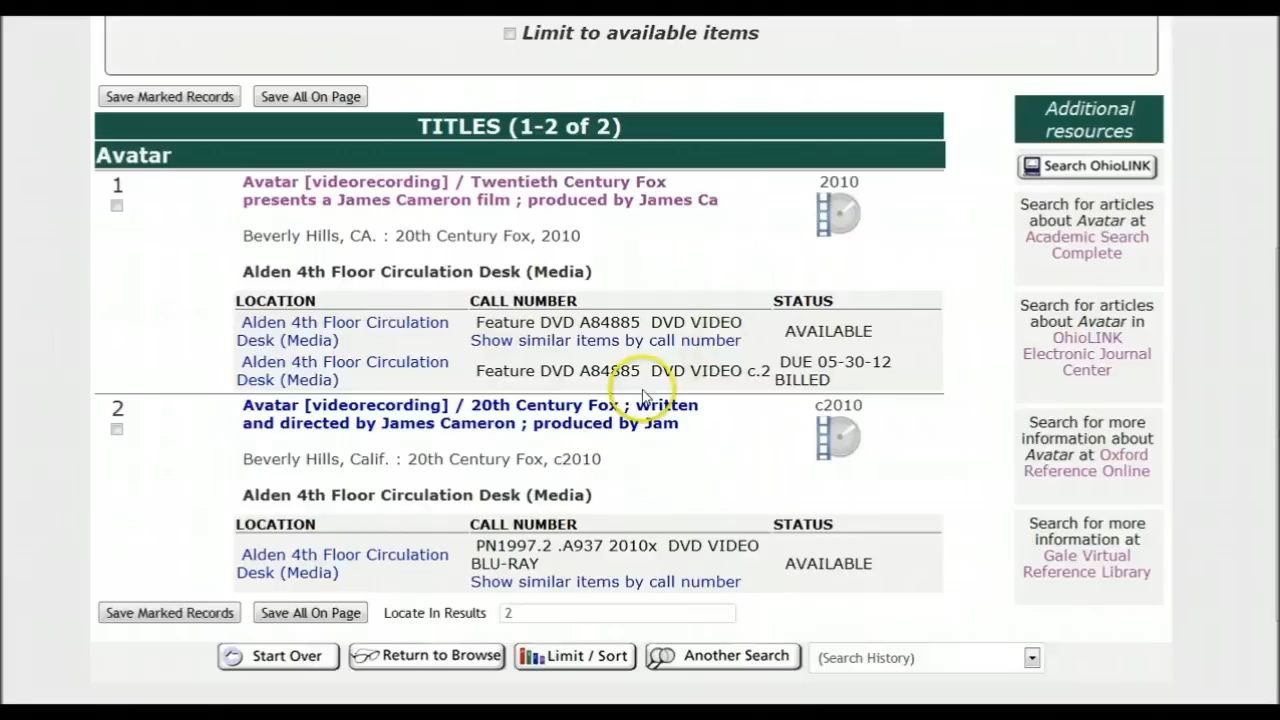 Limit to available items
Save Marked Records Save All On Page
TITLES (1-2 of 2)
Avatar
1
Avatar [videorecording] / Twentieth Century Fox
presents a James Cameron film ; produced by James Ca
2010
Beverly Hills, CA. : 20th Century Fox, 2010
Alden 4th Floor Circulation Desk (Media)
LOCATION CALL NUMBER STATUS
Alden 4th Floor Circulation
Desk (Media)
Feature DVD A84885 DVD VIDEO
Show similar items by call number
AVAILABLE
Alden 4th Floor Circulation
Desk (Media)
Feature DVD A84885 DVD VIDEO c.2
DUE 05-30-12
BILLED
2
Avatar [videorecording] / 20th Century Fox ; written
and directed by James Cameron ; produced by Jam
c2010
Beverly Hills, Calif. : 20th Century Fox, c2010
Alden 4th Floor Circulation Desk (Media)
LOCATION CALL NUMBER STATUS
Alden 4th Floor Circulation
Desk (Media)
PN1997.2 .A937 2010x DVD VIDEO
BLU-RAY
Show similar items by call number
AVAILABLE
Save Marked Records Save All On Page Locate In Results 2
Start Over Return to Browse Limit / Sort Another Search (Search History)
Additional
resources
Search OhioLINK
Search for articles
about Avatar at
Academic Search
Complete
Search for articles
about Avatar in
OhioLINK
Electronic Journal
Center
Search for more
information about
Avatar at Oxford
Reference Online
Search for more
information at
Gale Virtual
Reference Library